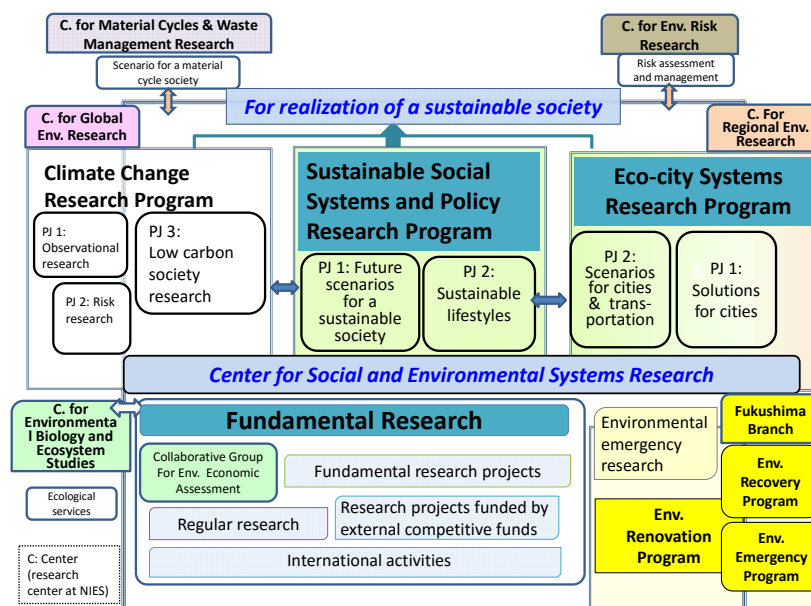 C. for Material Cycles & Waste
Management Research
Scenario for a material
cycle society
C. for Env. Risk
Research
Risk assessment
and management
For realization of a sustainable society
C. for Global
Env. Research
C. For
Regional Env.
Research
Climate Change
Research Program
PJ 1:
Observational
research
PJ 2: Risk
research
PJ 3:
Low carbon
society
research
Sustainable Social
Systems and Policy
Research Program
PJ 1: Future
scenarios
for a
sustainable
society
PJ 2:
Sustainable
lifestyles
Eco-city Systems
Research Program
PJ 2:
Scenarios
for cities
& trans-
portation
PJ 1:
Solutions
for cities
Center for Social and Environmental Systems Research
C. for
Environmenta
l Biology and
Ecosystem
Studies
Ecological
services
C: Center
(research
center at NIES)
Fundamental Research
Collaborative Group
For Env. Economic
Assessment
Fundamental research projects
Regular research
Research projects funded by
external competitive funds
International activities
Environmental
emergency
research
Env.
Renovation
Program
Fukushima
Branch
Env.
Recovery
Program
Env.
Emergency
Program